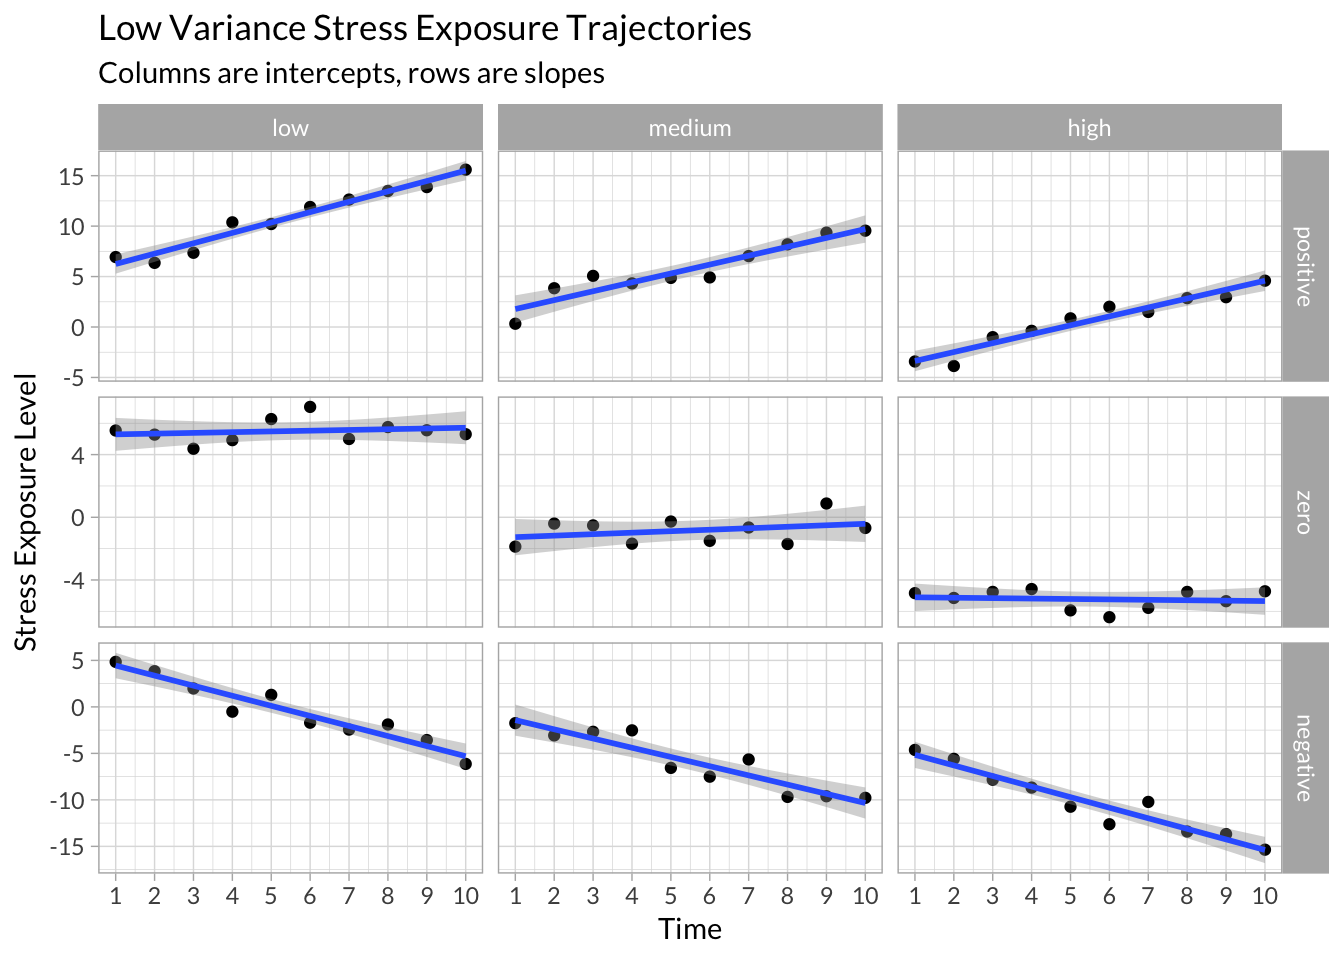 Low Variance Stress Exposure Trajectories
Columns are intercepts, rows are slopes
low medium high
15
10
5
0
-5
positive
4
0
-4
zero
5
0
-5
-10
-15
negative
Stress Exposure Level
1 2 3 4 5 6 7 8 9 10 1 2 3 4 5 6 7 8 9 10 1 2 3 4 5 6 7 8 9 10
Time